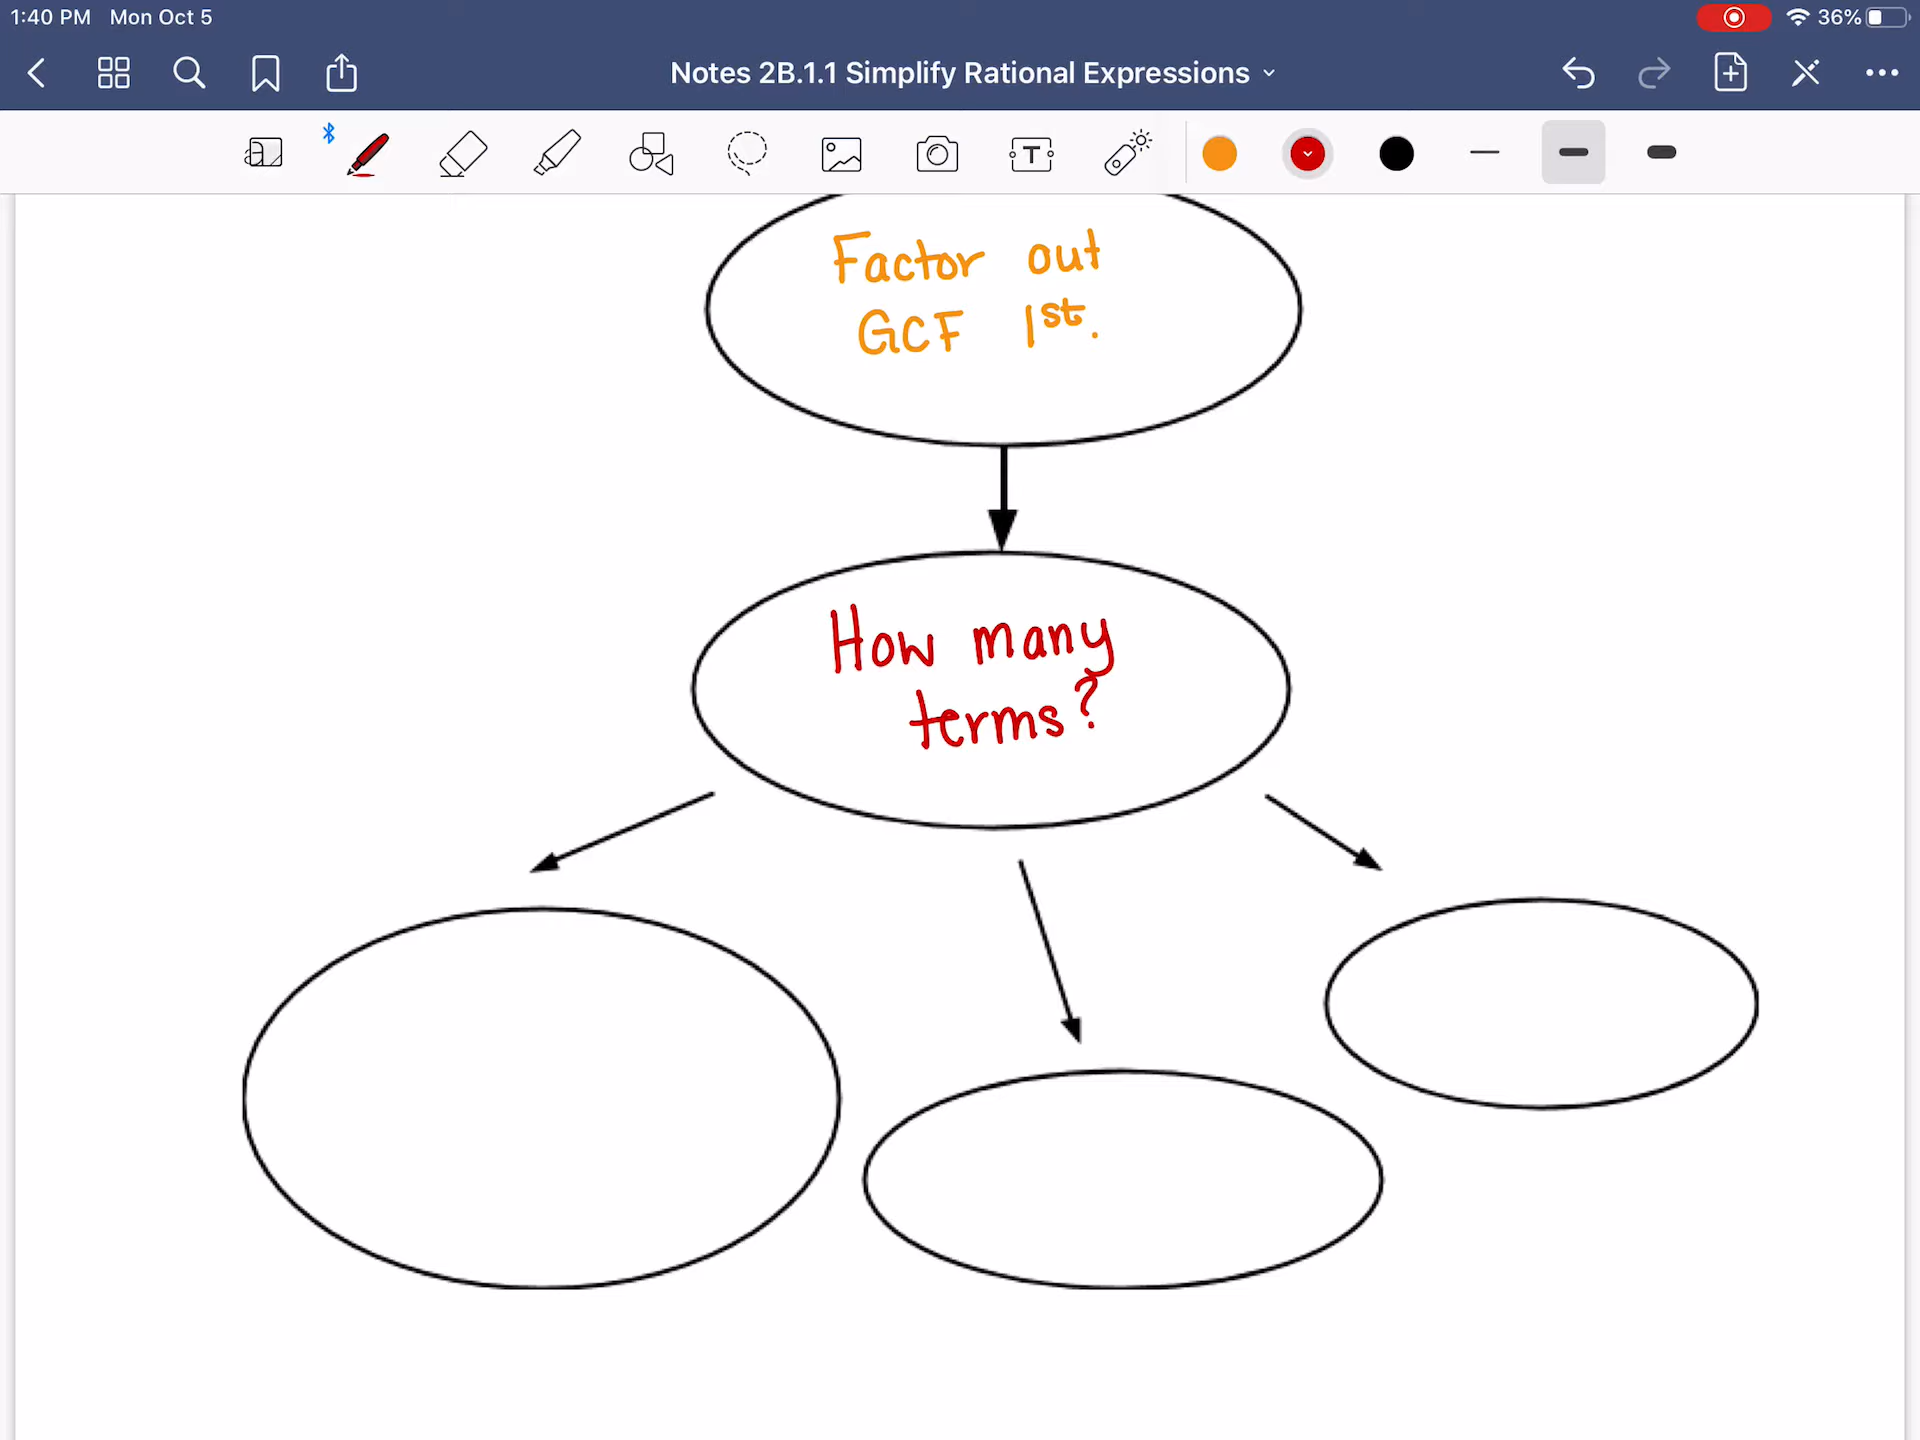 1:40 PM Mon Oct 5
36%
Notes 2B.1.1 Simplify Rational Expressions
a
T
Factor out
GCF 1st.
How many
terms?